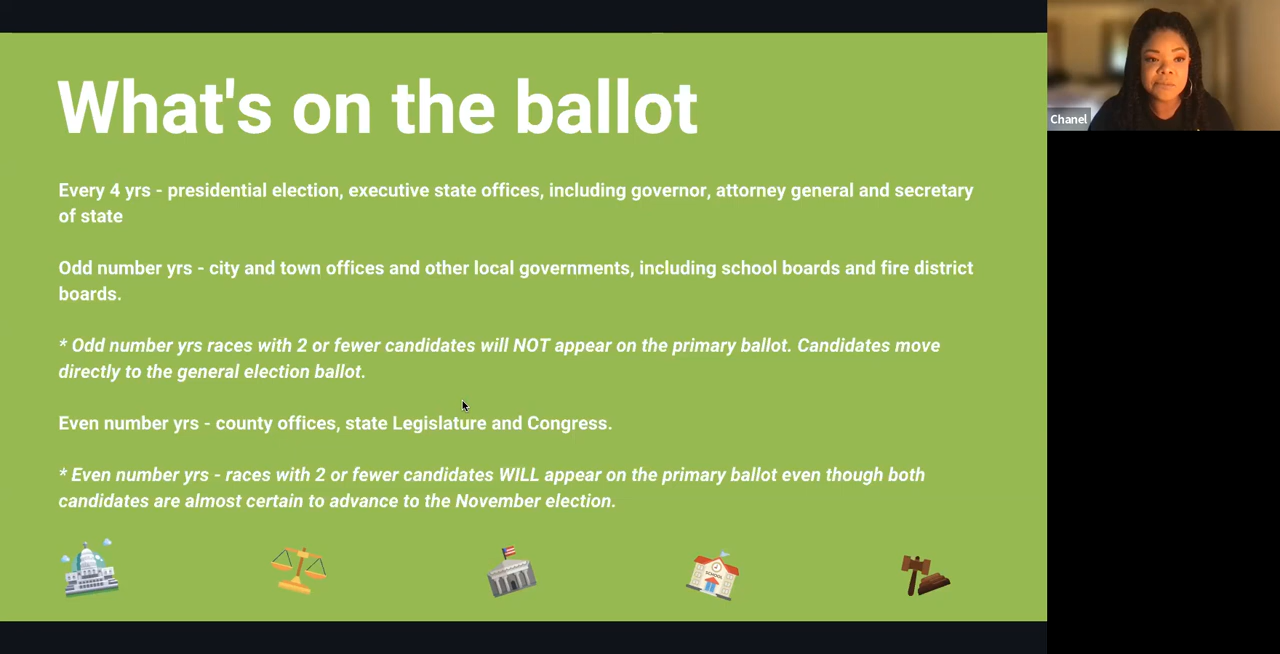 What's on the ballot
Every 4 yrs - presidential election, executive state offices, including governor, attorney general and secretary
of state
Odd number yrs - city and town offices and other local governments, including school boards and fire district
boards.
* Odd number yrs races with 2 or fewer candidates will NOT appear on the primary ballot. Candidates move
directly to the general election ballot.
Even number yrs - county offices, state Legislature and Congress.
* Even number yrs - races with 2 or fewer candidates WILL appear on the primary ballot even though both
candidates are almost certain to advance to the November election.
SCHOOL
Chanel